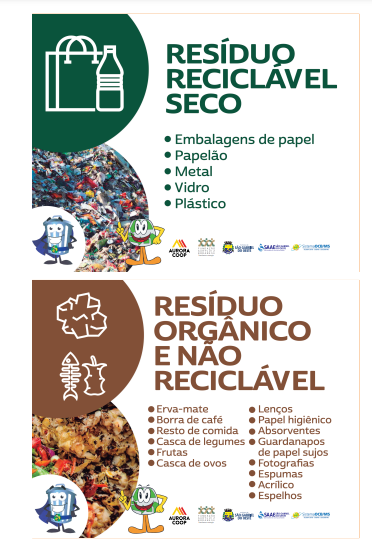 RESÍDUO
RECICLÁVEL
SECO
• Embalagens de papel
• Papelão
• Metal
• Vidro
• Plástico
AURORA
COOP
SAAE
RESÍDUO
ORGÂNICO
E NÃO
RECICLÁVEL
• Erva-mate
• Borra de café
• Resto de comida
• Casca de legumes
• Frutas
• Casca de ovos
• Lenços
• Papel higiênico
• Absorventes
• Guardanapos
de papel sujos
• Fotografias
• Espumas
• Acrílico
• Espelhos
AURORA
COOP
SAAE